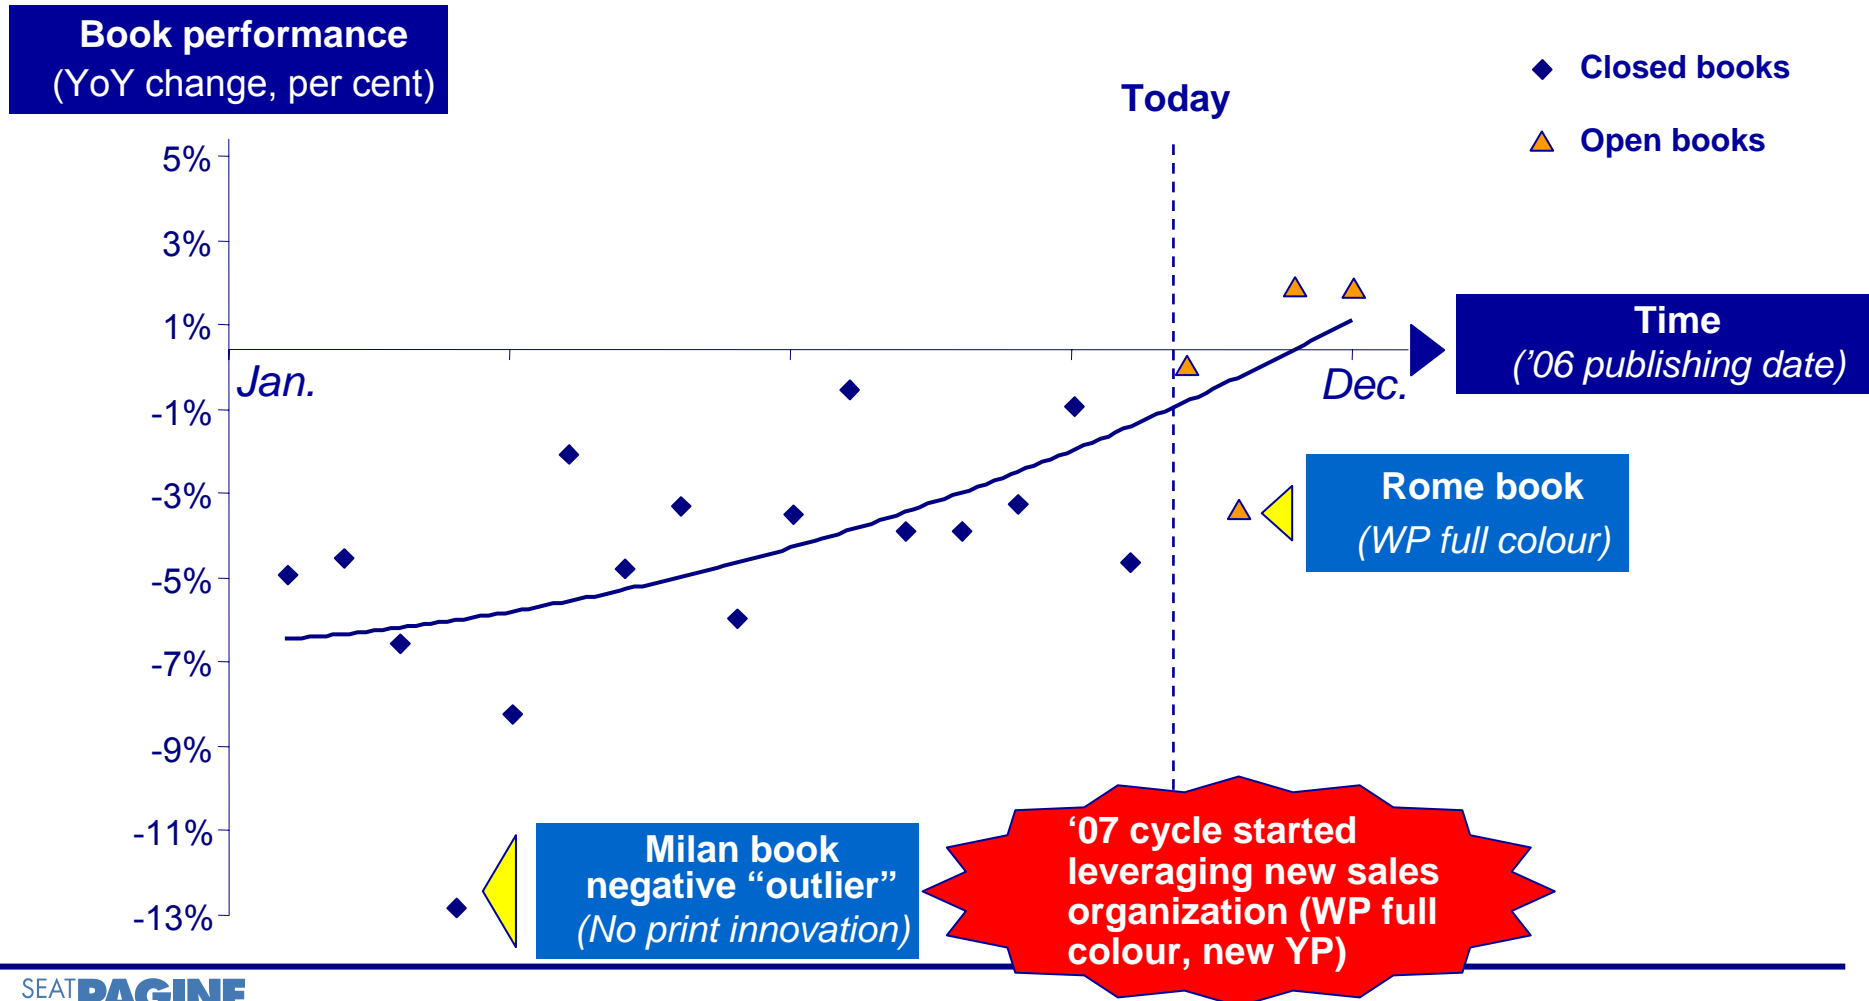 Book performance
(YoY change, per cent)
Closed books
Open books
Today
5%
3%
1%
-1%
-3%
-5%
-7%
-9%
-11%
-13%
Jan.
Dec.
Time
('06 publishing date)
Rome book
(WP full colour)
Milan book
negative “outlier”
(No print innovation)
‘07 cycle started
leveraging new sales
organization (WP full
colour, new YP)
SEAT PAGINE